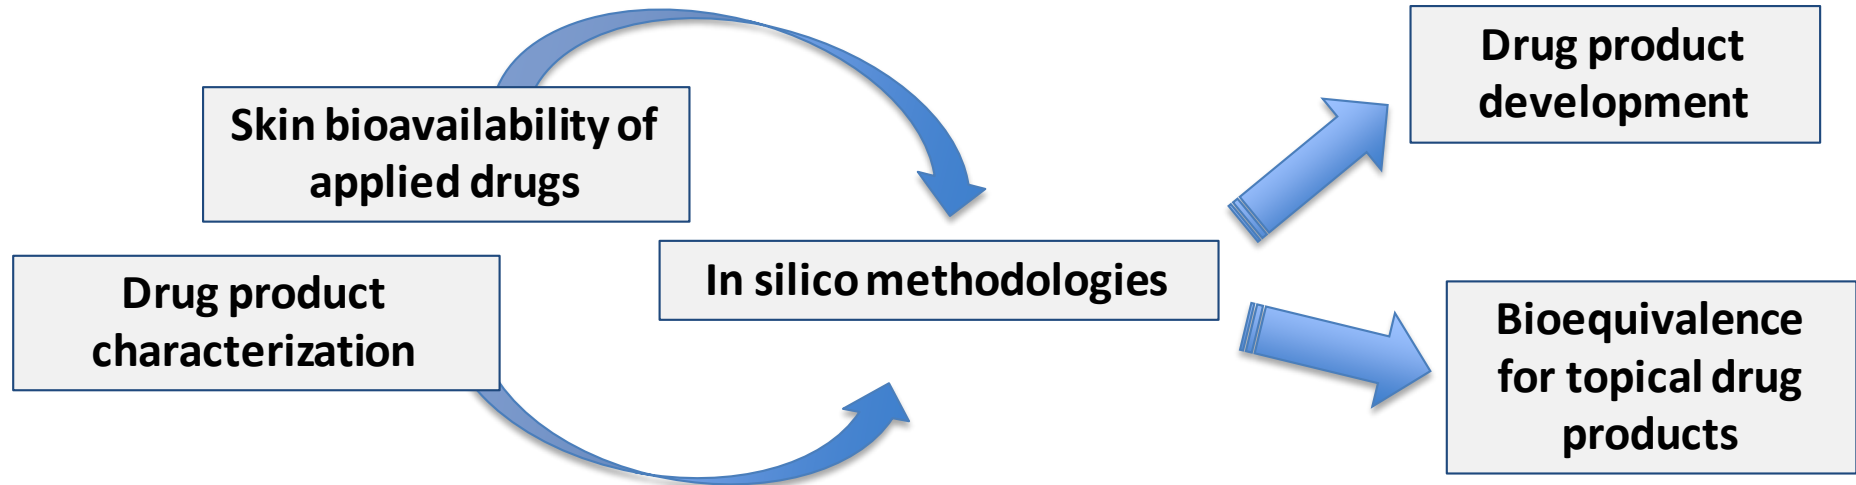 Skin bioavailability of
applied drugs
Drug product
characterization
In silico methodologies
Drug product
development
Bioequivalence
for topical drug
products